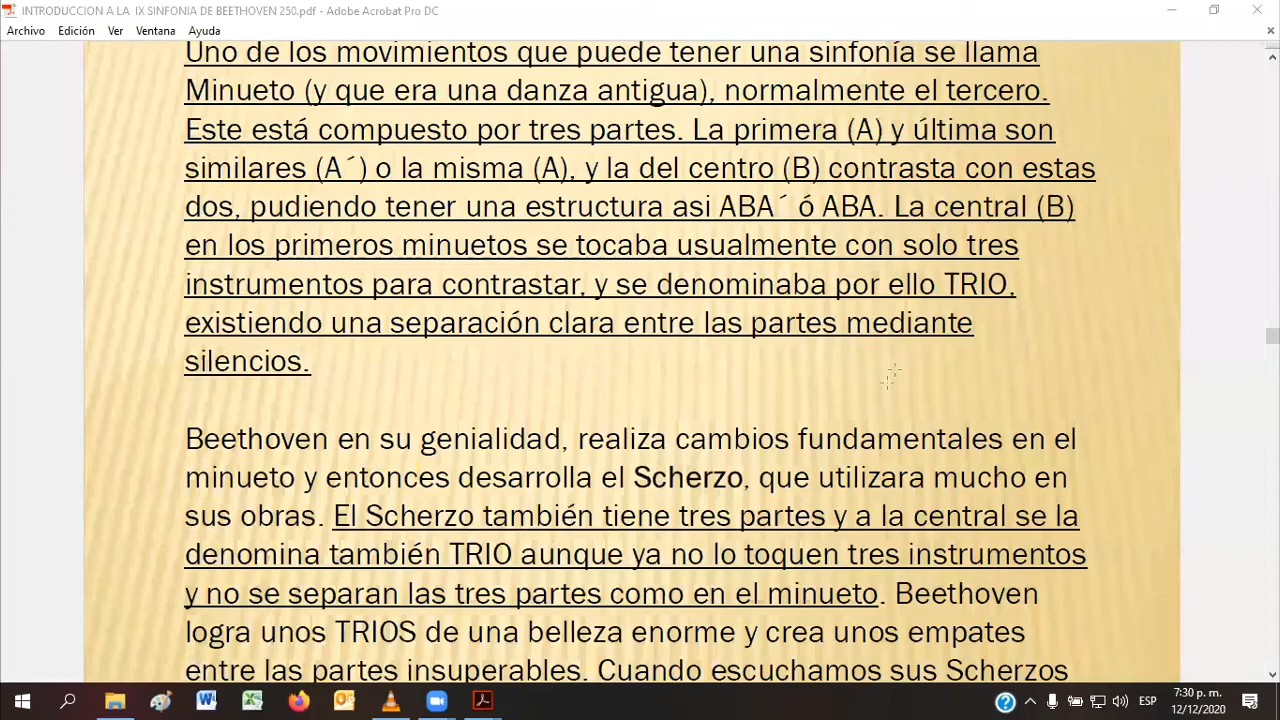 INTRODUCCION A LA IX SINFONIA DE BEETHOVEN 250.pdf - Adobe Acrobat Pro DC
Archivo Edición Ver Ventana Ayuda
Uno de los movimientos que puede tener una sinfonía se llama
Minueto (y que era una danza antigua), normalmente el tercero.
Este está compuesto por tres partes. La primera (A) y última son
similares (A´) o la misma (A), y la del centro (B) contrasta con estas
dos, pudiendo tener una estructura asi ABA´ ó ABA. La central (B)
en los primeros minuetos se tocaba usualmente con solo tres
instrumentos para contrastar, y se denominaba por ello TRIO,
existiendo una separación clara entre las partes mediante
silencios.
Beethoven en su genialidad, realiza cambios fundamentales en el
minueto y entonces desarrolla el Scherzo, que utilizara mucho en
sus obras. El Scherzo también tiene tres partes y a la central se la
denomina también TRIO aunque ya no lo toquen tres instrumentos
y no se separan las tres partes como en el minueto. Beethoven
logra unos TRIOS de una belleza enorme y crea unos empates
entre las partes insuperables. Cuando escuchamos sus Scherzos
ESP
7:30 p. m.
12/12/2020